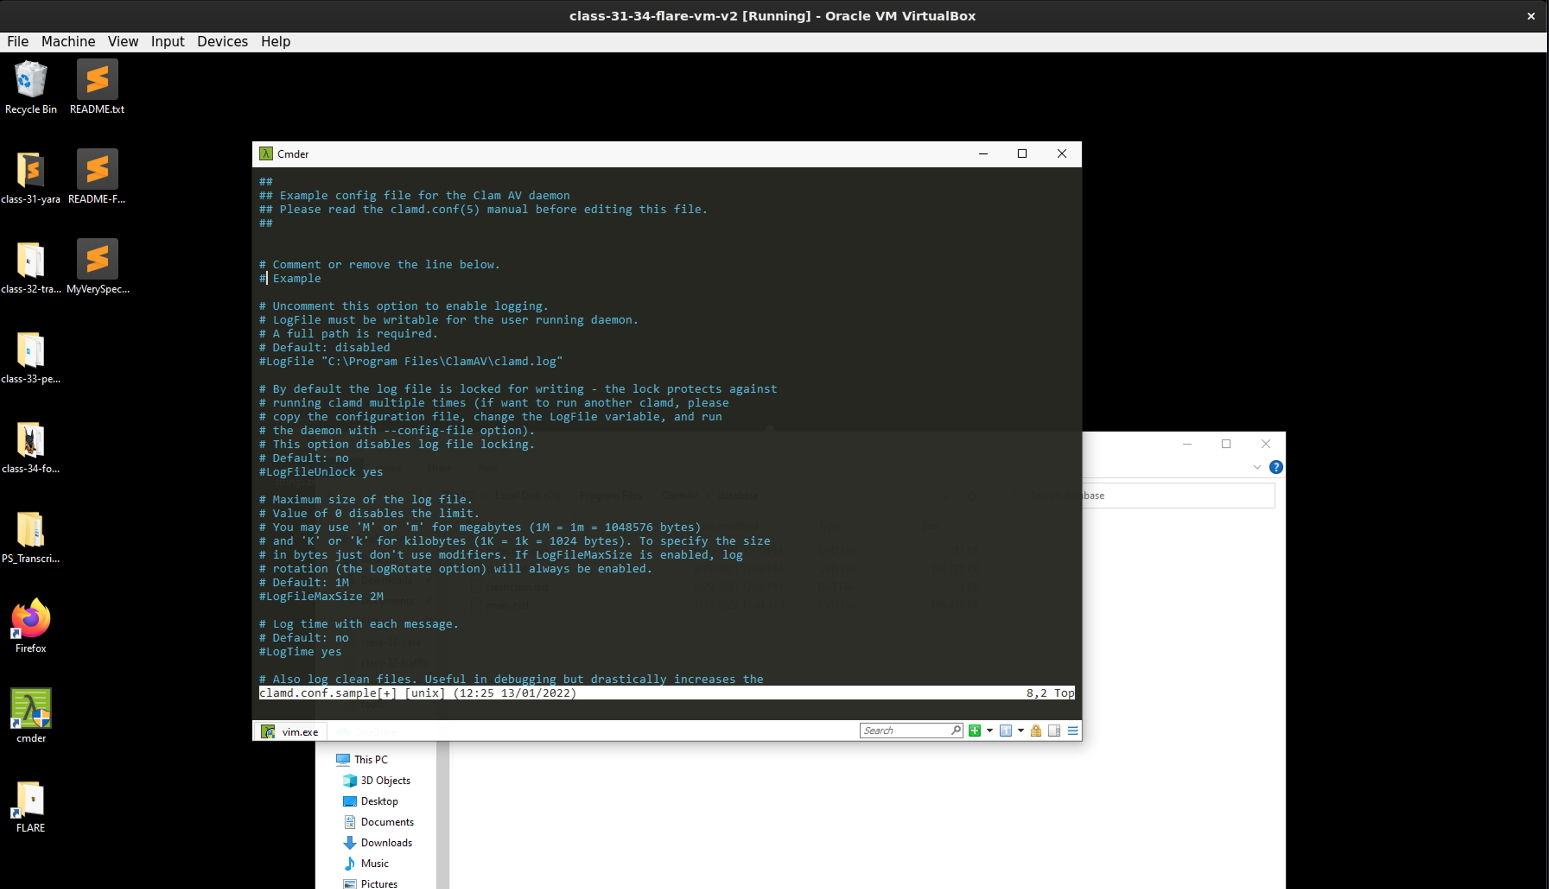 class-31-34-flare-vm-v2 [Running] - Oracle VM VirtualBox
File Machine View Input Devices Help
Recycle Bin
README.txt
class-31-yara
README-F...
class-32-tra...
MyVerySpec...
class-33-pe...
class-34-fo...
PS_Transcri...
Firefox
cmder
FLARE
Cmder
##
## Example config file for the Clam AV daemon
## Please read the clamd.conf(5) manual before editing this file.
##
# Comment or remove the line below.
# Example
# Uncomment this option to enable logging.
# LogFile must be writable for the user running daemon.
# A full path is required.
# Default: disabled
#LogFile "C:\Program Files\ClamAV\clamd.log"
# By default the log file is locked for writing - the lock protects against
# running clamd multiple times (if want to run another clamd, please
# copy the configuration file, change the LogFile variable, and run
# the daemon with --config-file option).
# This option disables log file locking.
# Default: no
#LogFileUnlock yes
# Maximum size of the log file.
# Value of 0 disables the limit.
# You may use 'M' or 'm' for megabytes (1M = 1m = 1048576 bytes)
# and 'K' or 'k' for kilobytes (1K = 1k = 1024 bytes). To specify the size
# in bytes just don't use modifiers. If LogFileMaxSize is enabled, log
# rotation (the LogRotate option) will always be enabled.
# Default: 1M
#LogFileMaxSize 2M
# Log time with each message.
# Default: no
#LogTime yes
# Also log clean files. Useful in debugging but drastically increases the
clamd.conf.sample[+] [unix] (12:25 13/01/2022) 8,2 Top
vim.exe
Search
This PC
3D Objects
Desktop
Documents
Downloads
Music
Pictures